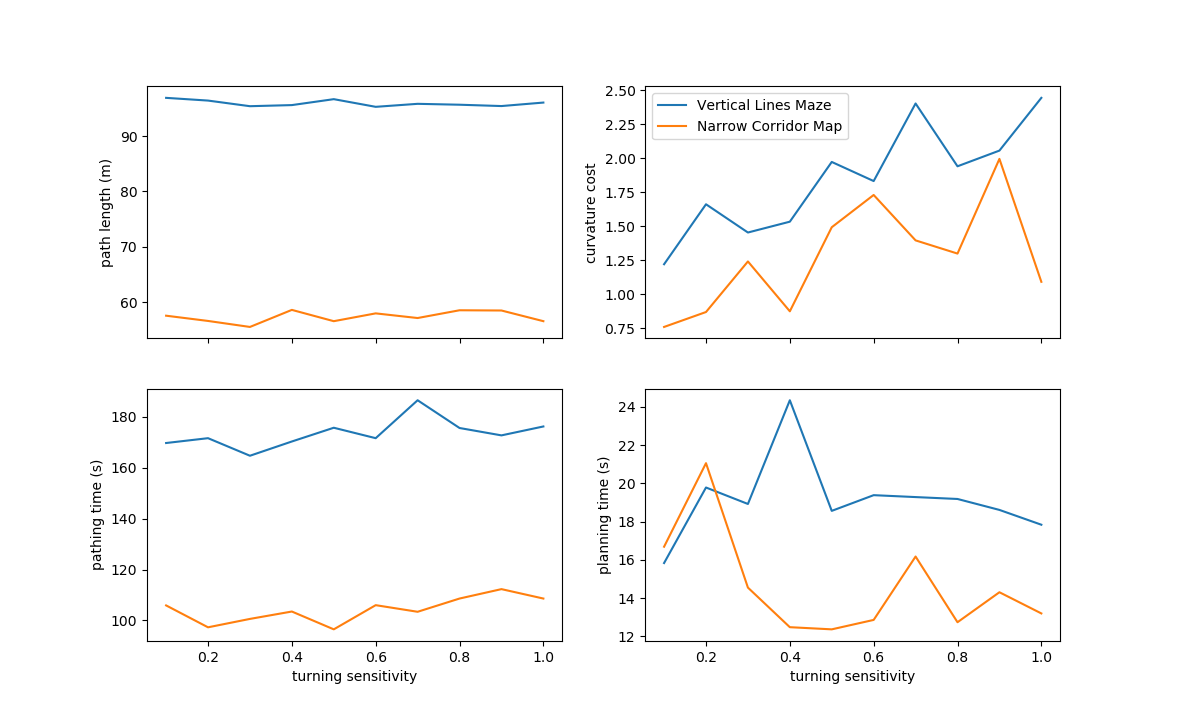 path length (m)
90
80
70
60
curvature cost
2.50
2.25
2.00
1.75
1.50
1.25
1.00
0.75
Vertical Lines Maze
Narrow Corridor Map
pathing time (s)
180
160
140
120
100
0.2 0.4 0.6 0.8 1.0
turning sensitivity
planning time (s)
24
22
20
18
16
14
12
0.2 0.4 0.6 0.8 1.0
turning sensitivity